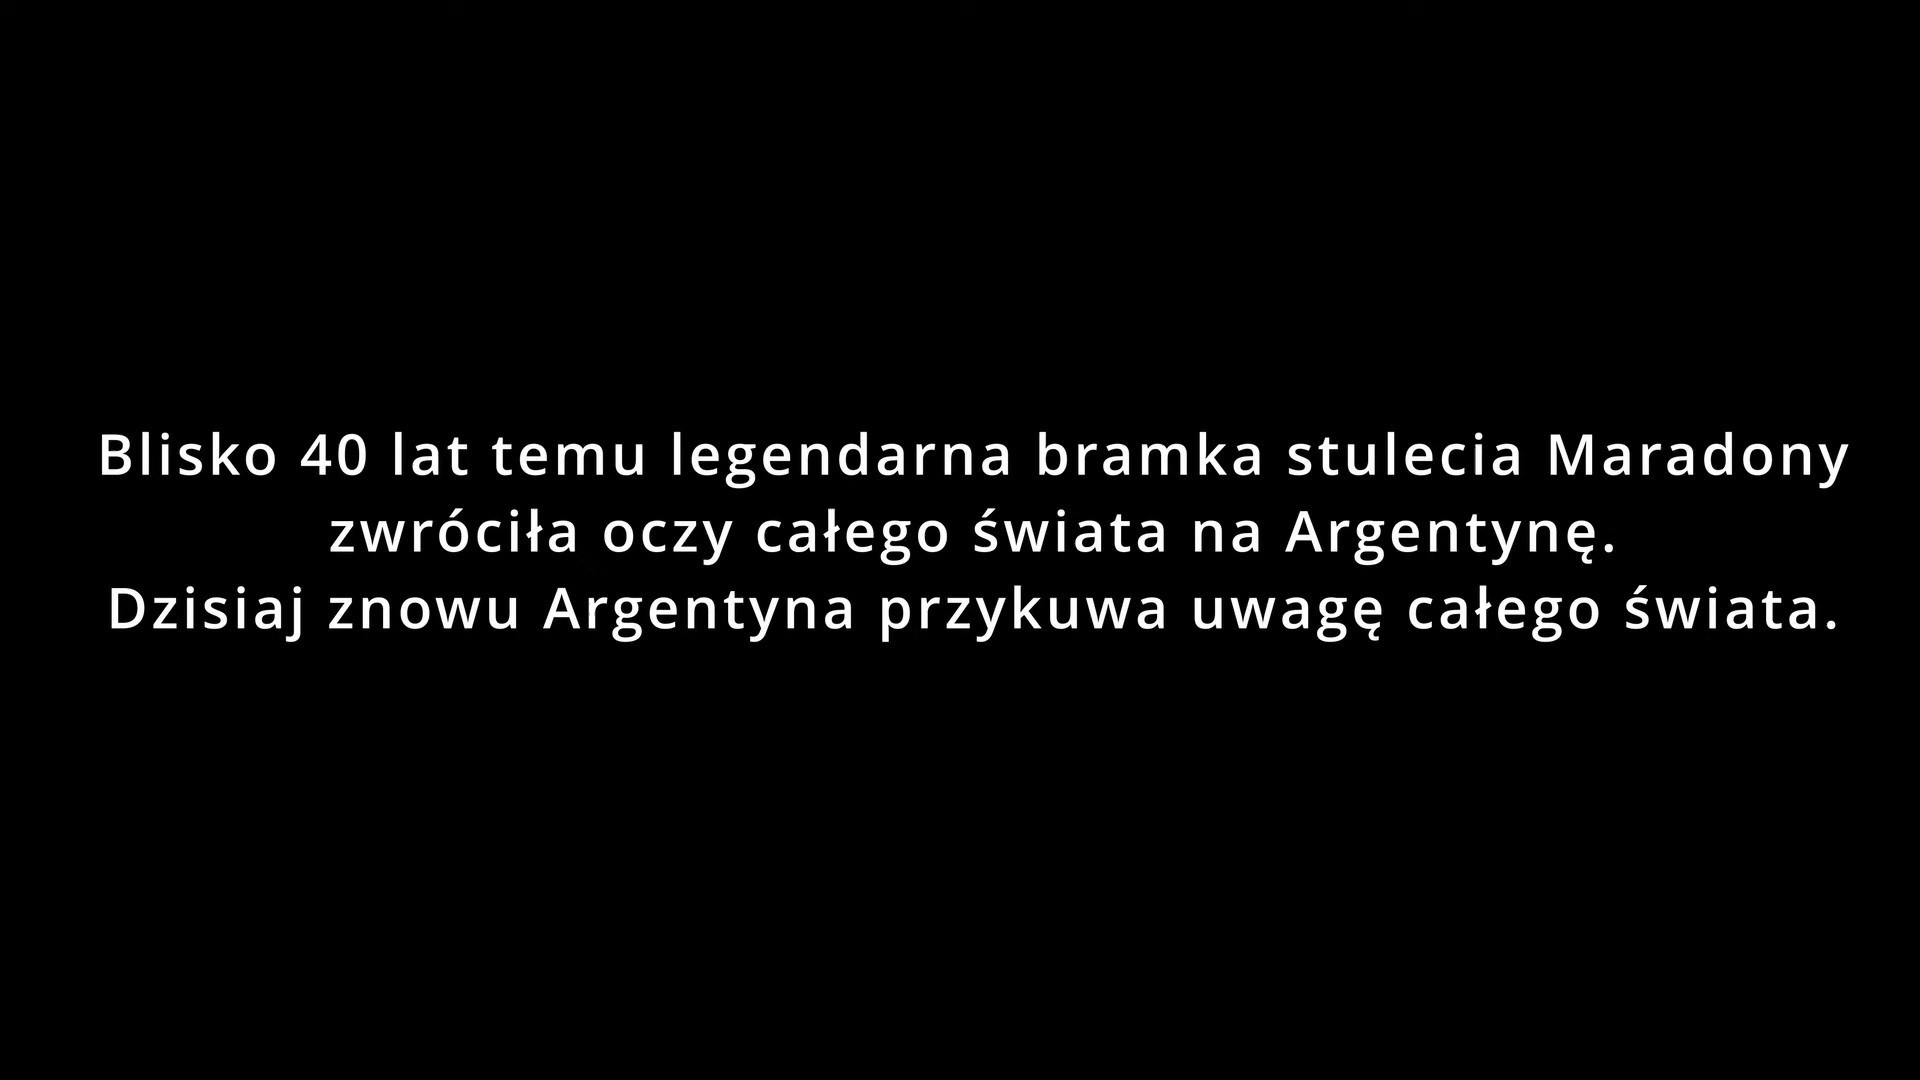 Blisko 40 lat temu legendarna bramka stulecia Maradony
zwróciła oczy całego świata na Argentynę.
Dzisiaj znowu Argentyna przykuwa uwagę całego świata.